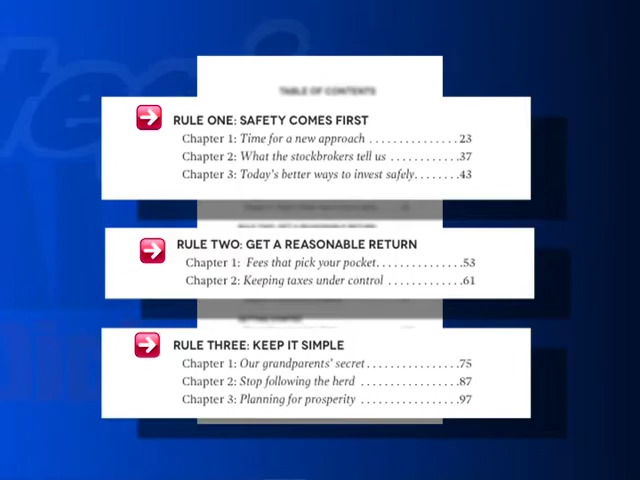 TABLE OF CONTENTS
RULE ONE: SAFETY COMES FIRST
Chapter 1: Time for a new approach . . . . . . . . . . . . . . . 23
Chapter 2: What the stockbrokers tell us . . . . . . . . . . . . 37
Chapter 3: Today's better ways to invest safely. . . . . . . . 43
RULE TWO: GET A REASONABLE RETURN
Chapter 1: Fees that pick your pocket. . . . . . . . . . . . . . .53
Chapter 2: Keeping taxes under control . . . . . . . . . . . . .61
RULE THREE: KEEP IT SIMPLE
Chapter 1: Our grandparents' secret . . . . . . . . . . . . . . . .75
Chapter 2: Stop following the herd . . . . . . . . . . . . . . . .87
Chapter 3: Planning for prosperity . . . . . . . . . . . . . . . .97